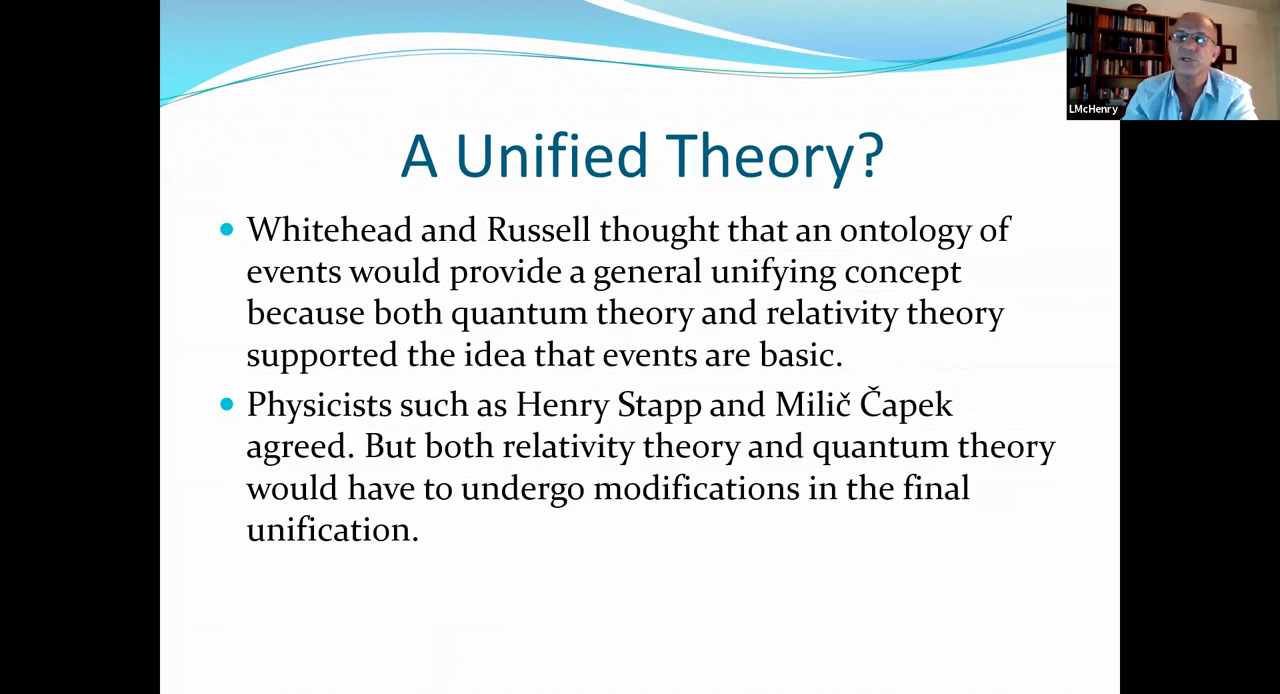 LMcHenry
A Unified Theory?
• Whitehead and Russell thought that an ontology of
events would provide a general unifying concept
because both quantum theory and relativity theory
supported the idea that events are basic.
• Physicists such as Henry Stapp and Milič Čapek
agreed. But both relativity theory and quantum theory
would have to undergo modifications in the final
unification.